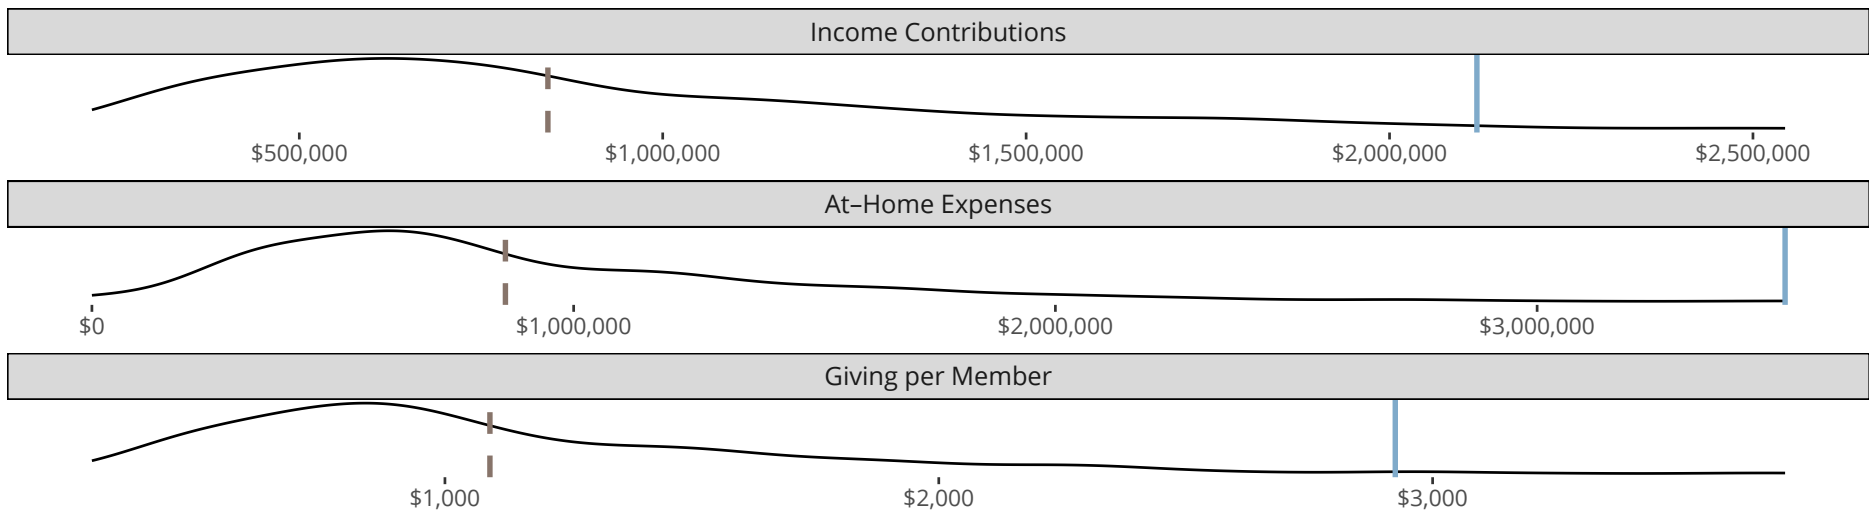 Income Contributions
$500,000 $1,000,000 $1,500,000 $2,000,000 $2,500,000
At–Home Expenses
$0 $1,000,000 $2,000,000 $3,000,000
Giving per Member
$1,000 $2,000 $3,000